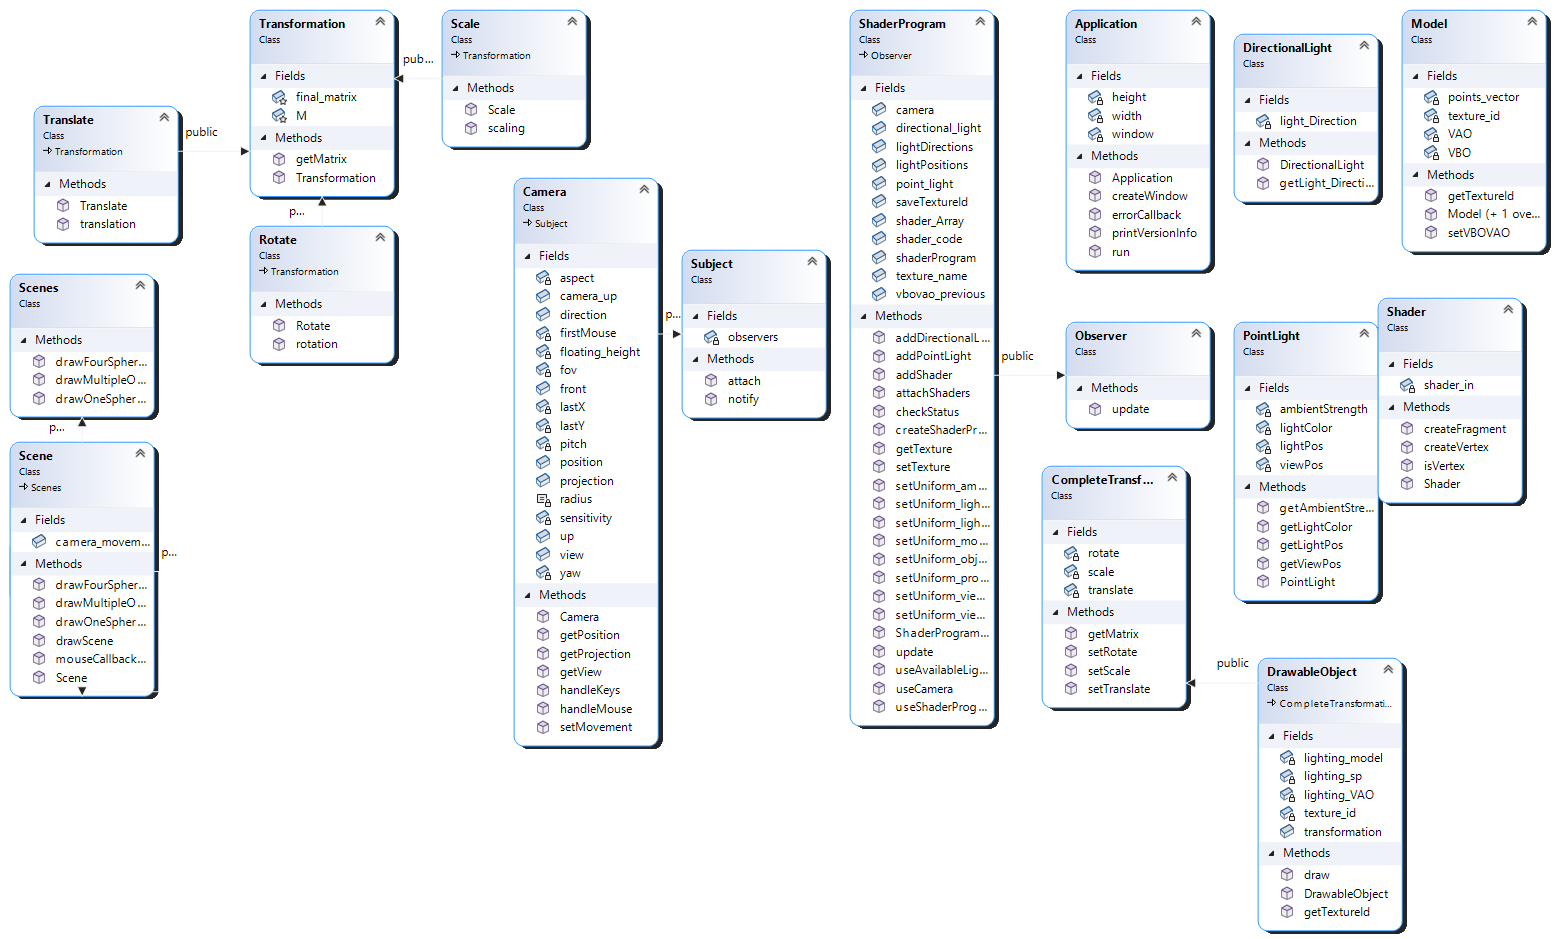 Transformation
Class
Fields
final_matrix
M
Methods
getMatrix
Transformation
Scale
Class
Transformation
Methods
Scale
scaling
pub...
Translate
Class
Transformation
Methods
Translate
translation
public
p...
Rotate
Class
Transformation
Methods
Rotate
rotation
Scenes
Class
Methods
drawFourSpher...
drawMultipleO...
drawOneSpher...
p...
Scene
Class
Scenes
Fields
camera_movem...
Methods
drawFourSpher...
drawMultipleO...
drawOneSpher...
drawScene
mouseCallback...
Scene
p...
Camera
Class
Subject
Fields
aspect
camera_up
direction
firstMouse
floating_height
fov
front
lastX
lastY
pitch
position
projection
radius
sensitivity
up
view
yaw
Methods
Camera
getPosition
getProjection
getView
handleKeys
handleMouse
setMovement
p...
Subject
Class
Fields
observers
Methods
attach
notify
ShaderProgram
Class
Observer
Fields
camera
directional_light
lightDirections
lightPositions
point_light
saveTextureId
shader_Array
shader_code
shaderProgram
texture_name
vbovao_previous
Methods
addDirectionalL...
addPointLight
addShader
attachShaders
checkStatus
createShaderPr...
getTexture
setTexture
setUniform_am...
setUniform_ligh...
setUniform_ligh...
setUniform_mo...
setUniform_obj...
setUniform_pro...
setUniform_vie...
setUniform_vie...
ShaderProgram...
update
useAvailableLig...
useCamera
useShaderProg...
public
Application
Class
Fields
height
width
window
Methods
Application
createWindow
errorCallback
printVersionInfo
run
DirectionalLight
Class
Fields
light_Direction
Methods
DirectionalLight
getLight_Directi...
Model
Class
Fields
points_vector
texture_id
VAO
VBO
Methods
getTextureId
Model (+ 1 ove...
setVBOVAO
Observer
Class
Methods
update
PointLight
Class
Fields
ambientStrength
lightColor
lightPos
viewPos
Methods
getAmbientStre...
getLightColor
getLightPos
getViewPos
PointLight
Shader
Class
Fields
shader_in
Methods
createFragment
createVertex
isVertex
Shader
CompleteTransf...
Class
Fields
rotate
scale
translate
Methods
getMatrix
setRotate
setScale
setTranslate
public
DrawableObject
Class
CompleteTransformati...
Fields
lighting_model
lighting_sp
lighting_VAO
texture_id
transformation
Methods
draw
DrawableObject
getTextureId